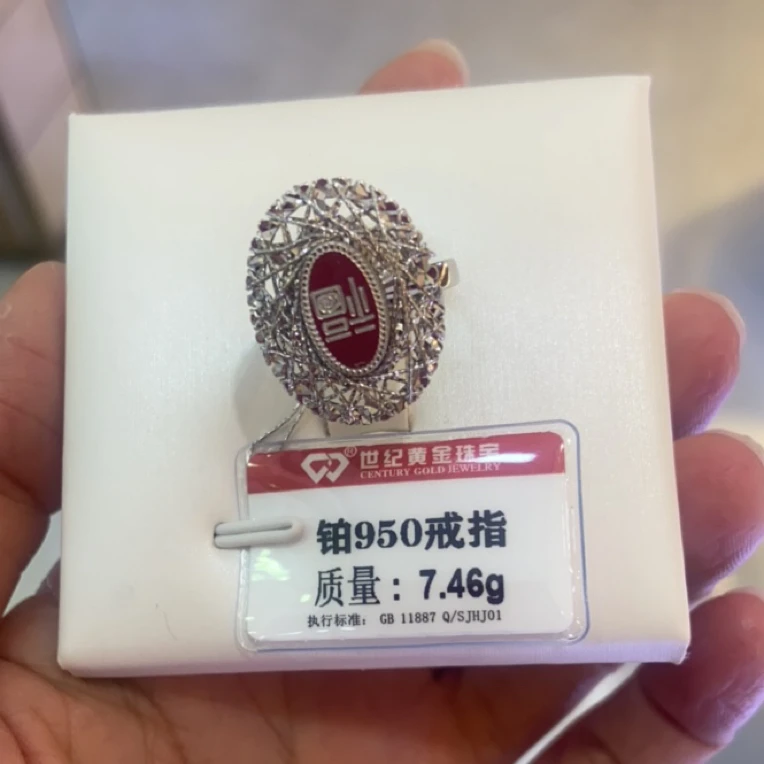 福
世纪黄金珠宝
CENTURY GOLD JEWELRY
铂950戒指
质量：7.46g
执行标准： GB 11887 Q/SJHJ01